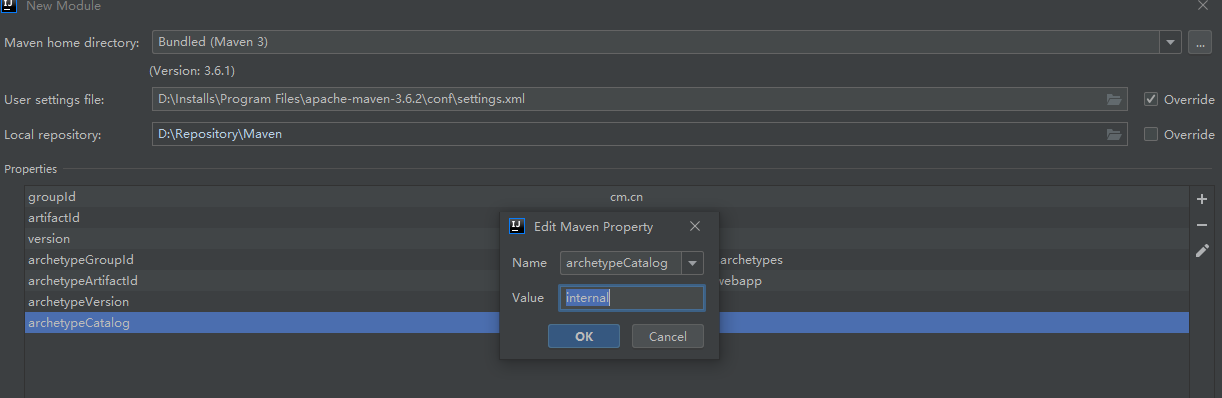 New Module
Maven home directory: Bundled (Maven 3) ...
(Version: 3.6.1)
User settings file: D:\Installs\Program Files\apache-maven-3.6.2\conf\settings.xml Override
Local repository: D:\Repository\Maven Override
Properties
groupId cm.cn
artifactId
version
archetypeGroupId archetypes
archetypeArtifactId webapp
archetypeVersion
archetypeCatalog
IJ Edit Maven Property
Name archetypeCatalog
Value internal
OK Cancel